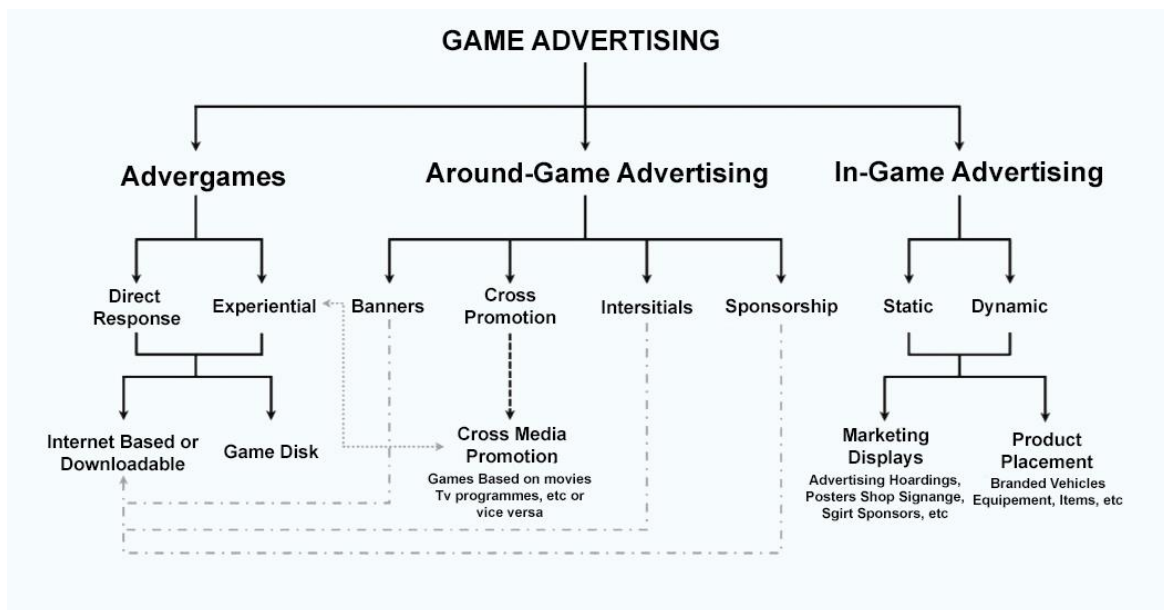 GAME ADVERTISING
Advergames
Around-Game Advertising
In-Game Advertising
Direct
Response
Experiential
Banners
Cross
Promotion
Intersitials
Sponsorship
Static
Dynamic
Internet Based or
Downloadable
Game Disk
Cross Media
Promotion
Games Based on movies
Tv programmes, etc or
vice versa
Marketing
Displays
Advertising Hoardings,
Posters Shop Signange,
Sgirt Sponsors, etc
Product
Placement
Branded Vehicles
Equipement, Items, etc